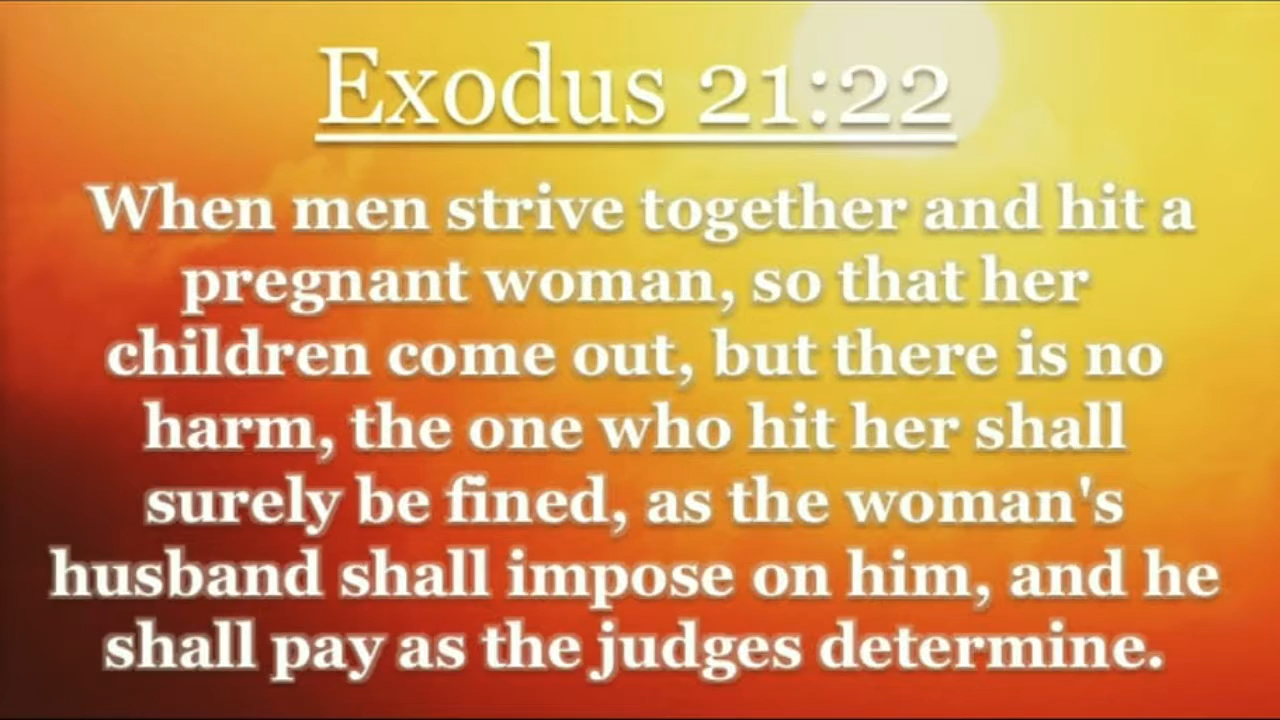 Exodus 21:22
When men strive together and hit a
pregnant woman, so that her
children come out, but there is no
harm, the one who hit her shall
surely be fined, as the woman's
husband shall impose on him, and he
shall pay as the judges determine.